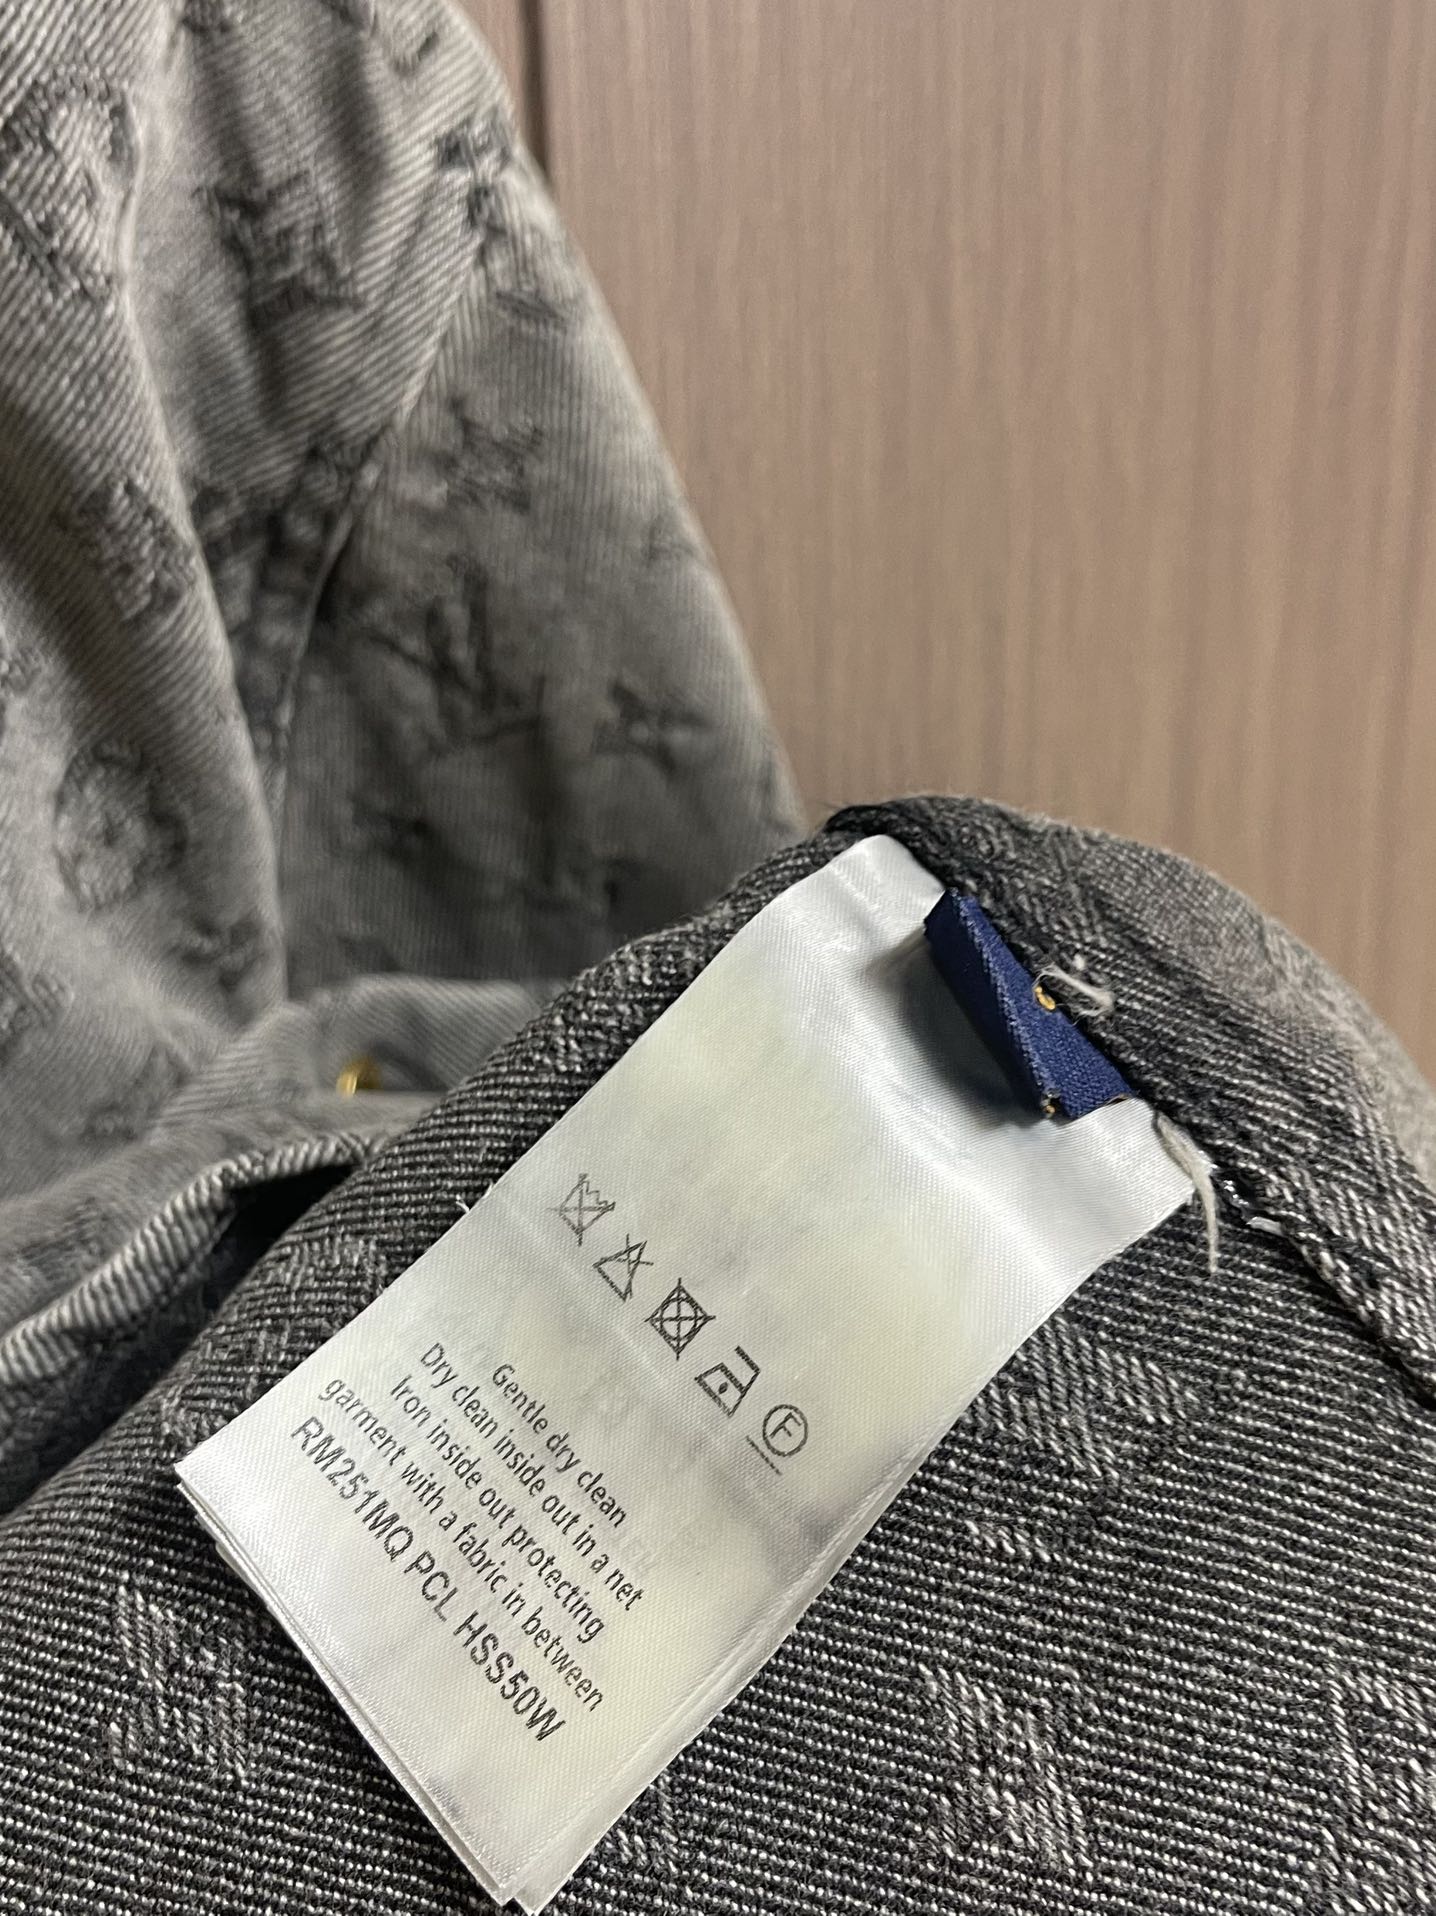 F
Gentle dry clean
Dry clean inside out in a net
Iron inside out protecting
garment with a fabric in between
RM251MQ PCL HSS50W